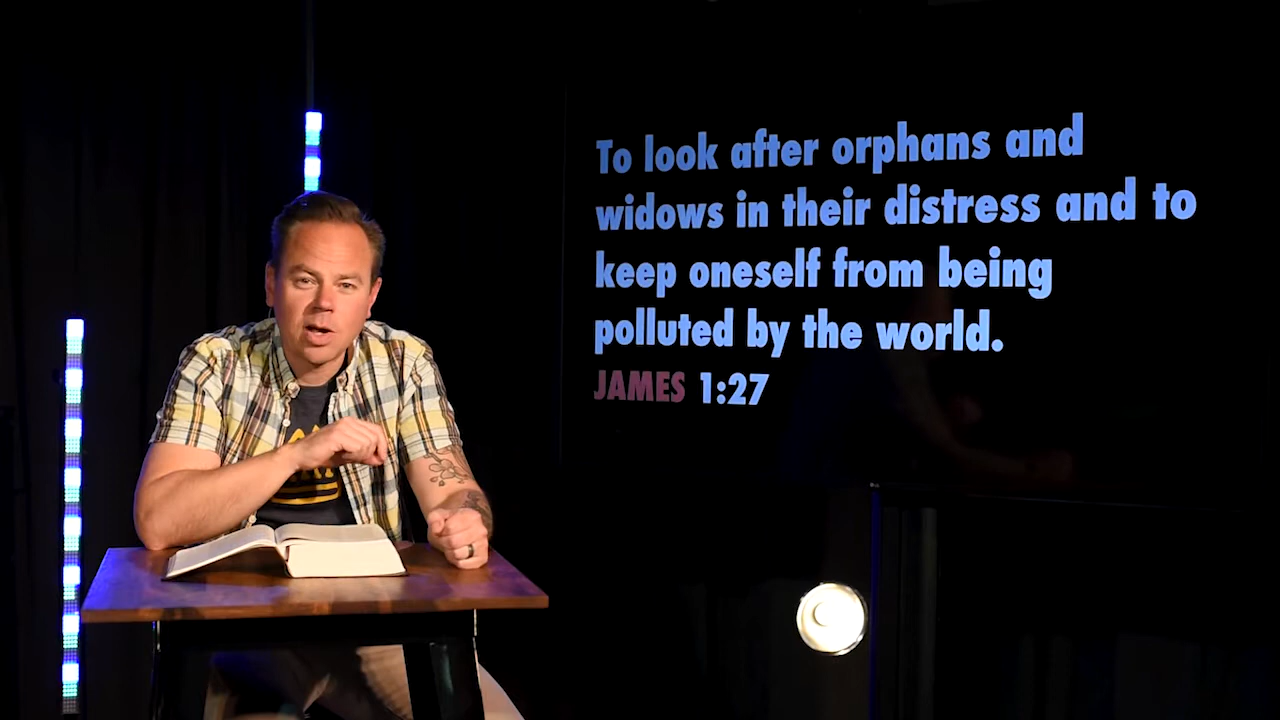 To look after orphans and
widows in their distress and to
keep oneself from being
polluted by the world.
JAMES 1:27